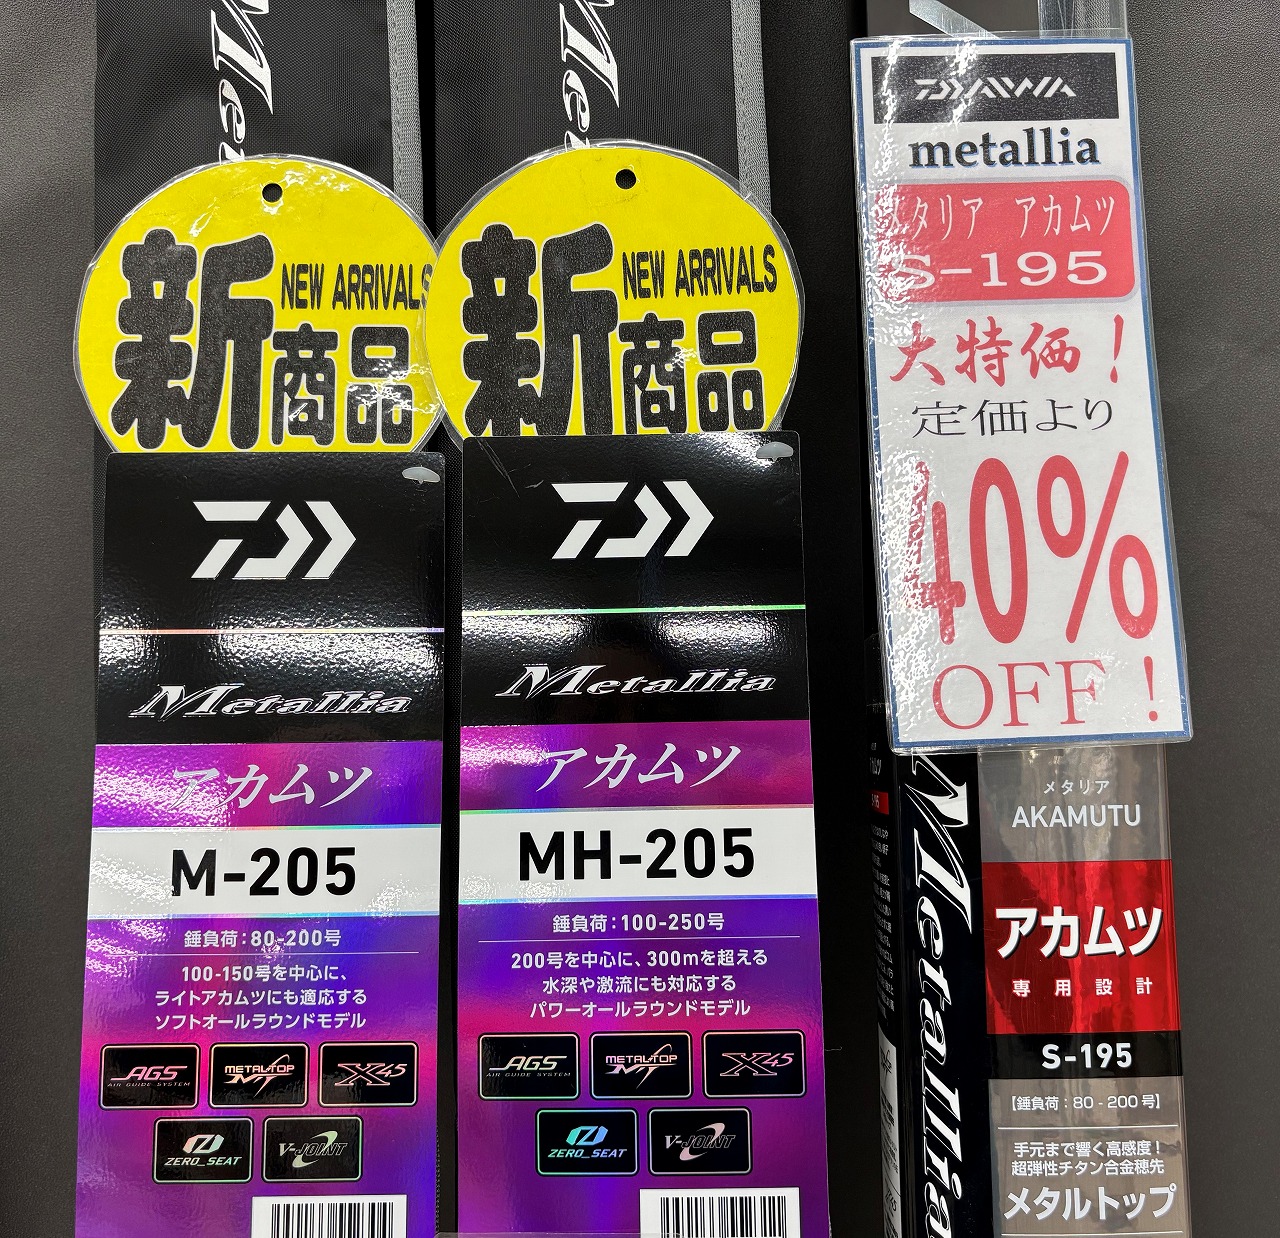 新
NEW ARRIVALS
商品
Metallia
アカムツ
M-205
錘負荷:80-200号
100-150号を中心に、
ライトアカムツにも適応する
ソフトオールラウンドモデル
AGS
AIR GUIDE SYSTEM
METAL-TOP
MT
X45
ZERO_SEAT
V-JOINT
新
NEW ARRIVALS
商品
Metallia
アカムツ
MH-205
錘負荷:100-250号
200号を中心に、300mを超える
水深や激流にも対応する
パワーオールラウンドモデル
AGS
AIR GUIDE SYSTEM
METAL-TOP
MT
X45
ZERO_SEAT
V-JOINT
DAIWA
metallia
メタリア アカムツ
S-195
大特価!
定価より
40%
OFF!
Metallia
メタリア
AKAMUTU
アカムツ
専用設計
S-195
[錘負荷:80-200号]
手元まで響く高感度!
超弾性チタン合金穂先
メタルトップ